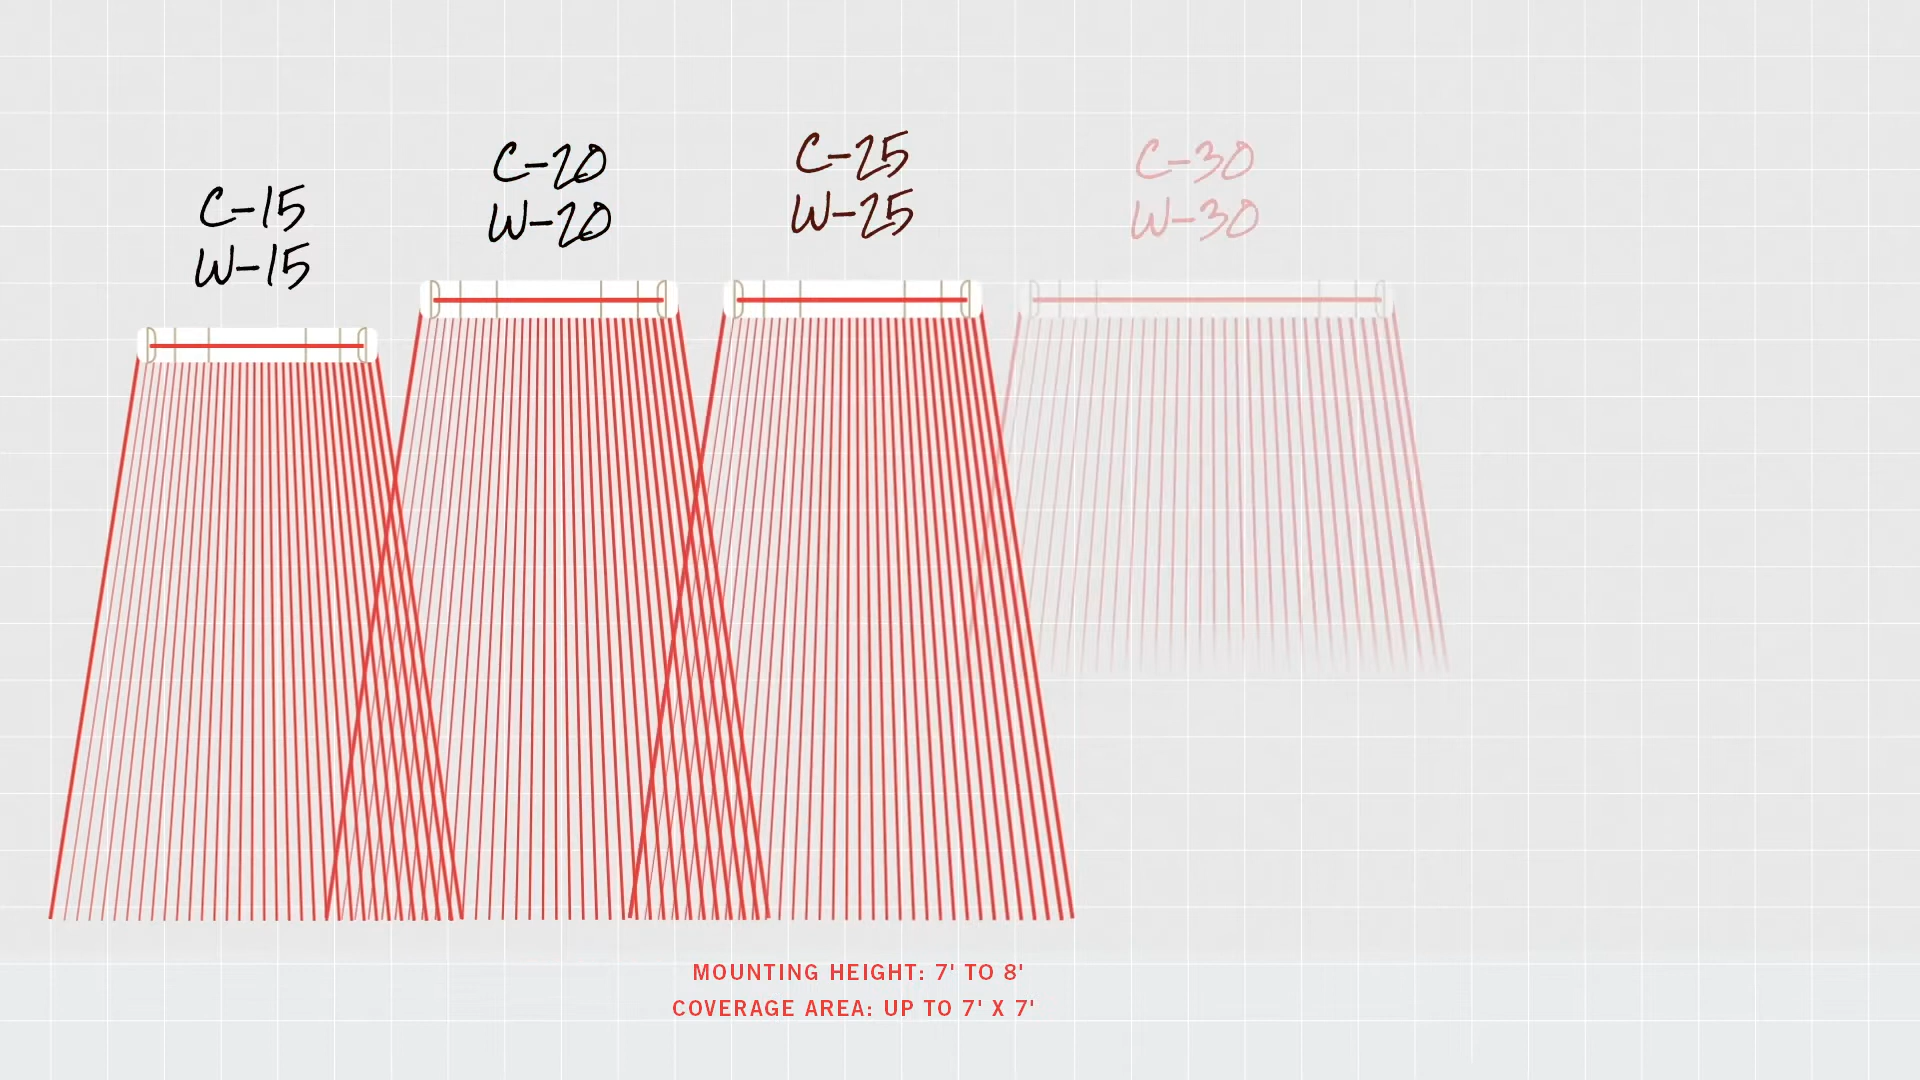 C-15
W-15
C-20
W-20
C-25
W-25
C-30
W-30
MOUNTING HEIGHT: 7' TO 8'
COVERAGE AREA: UP TO 7' X 7'